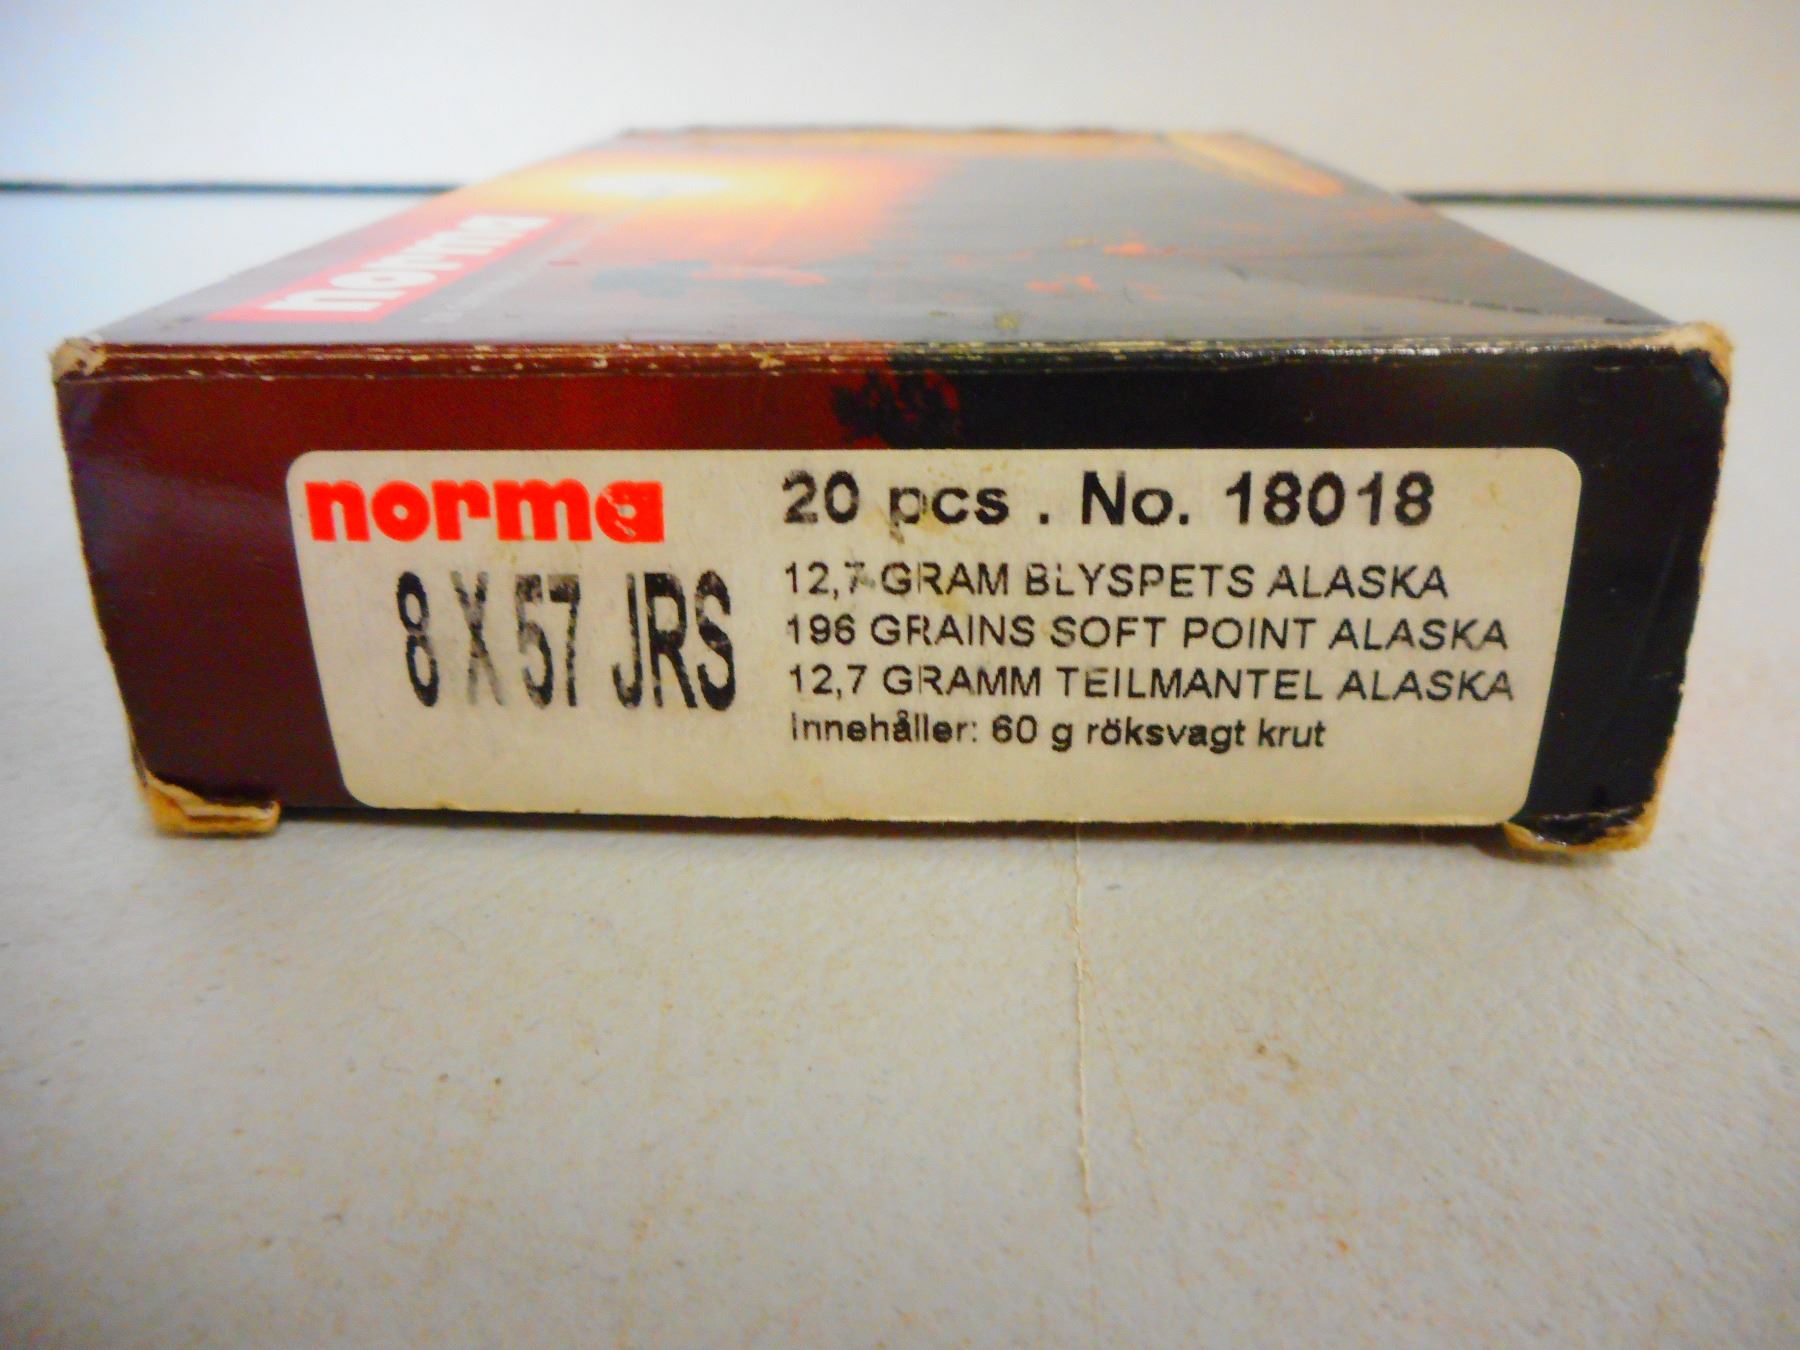 norma
norma
20 pcs . No. 18018
8 X 57 JRS
12,7 GRAM BLYSPETS ALASKA
196 GRAINS SOFT POINT ALASKA
12,7 GRAMM TEILMANTEL ALASKA
Innehåller: 60 g röksvagt krut